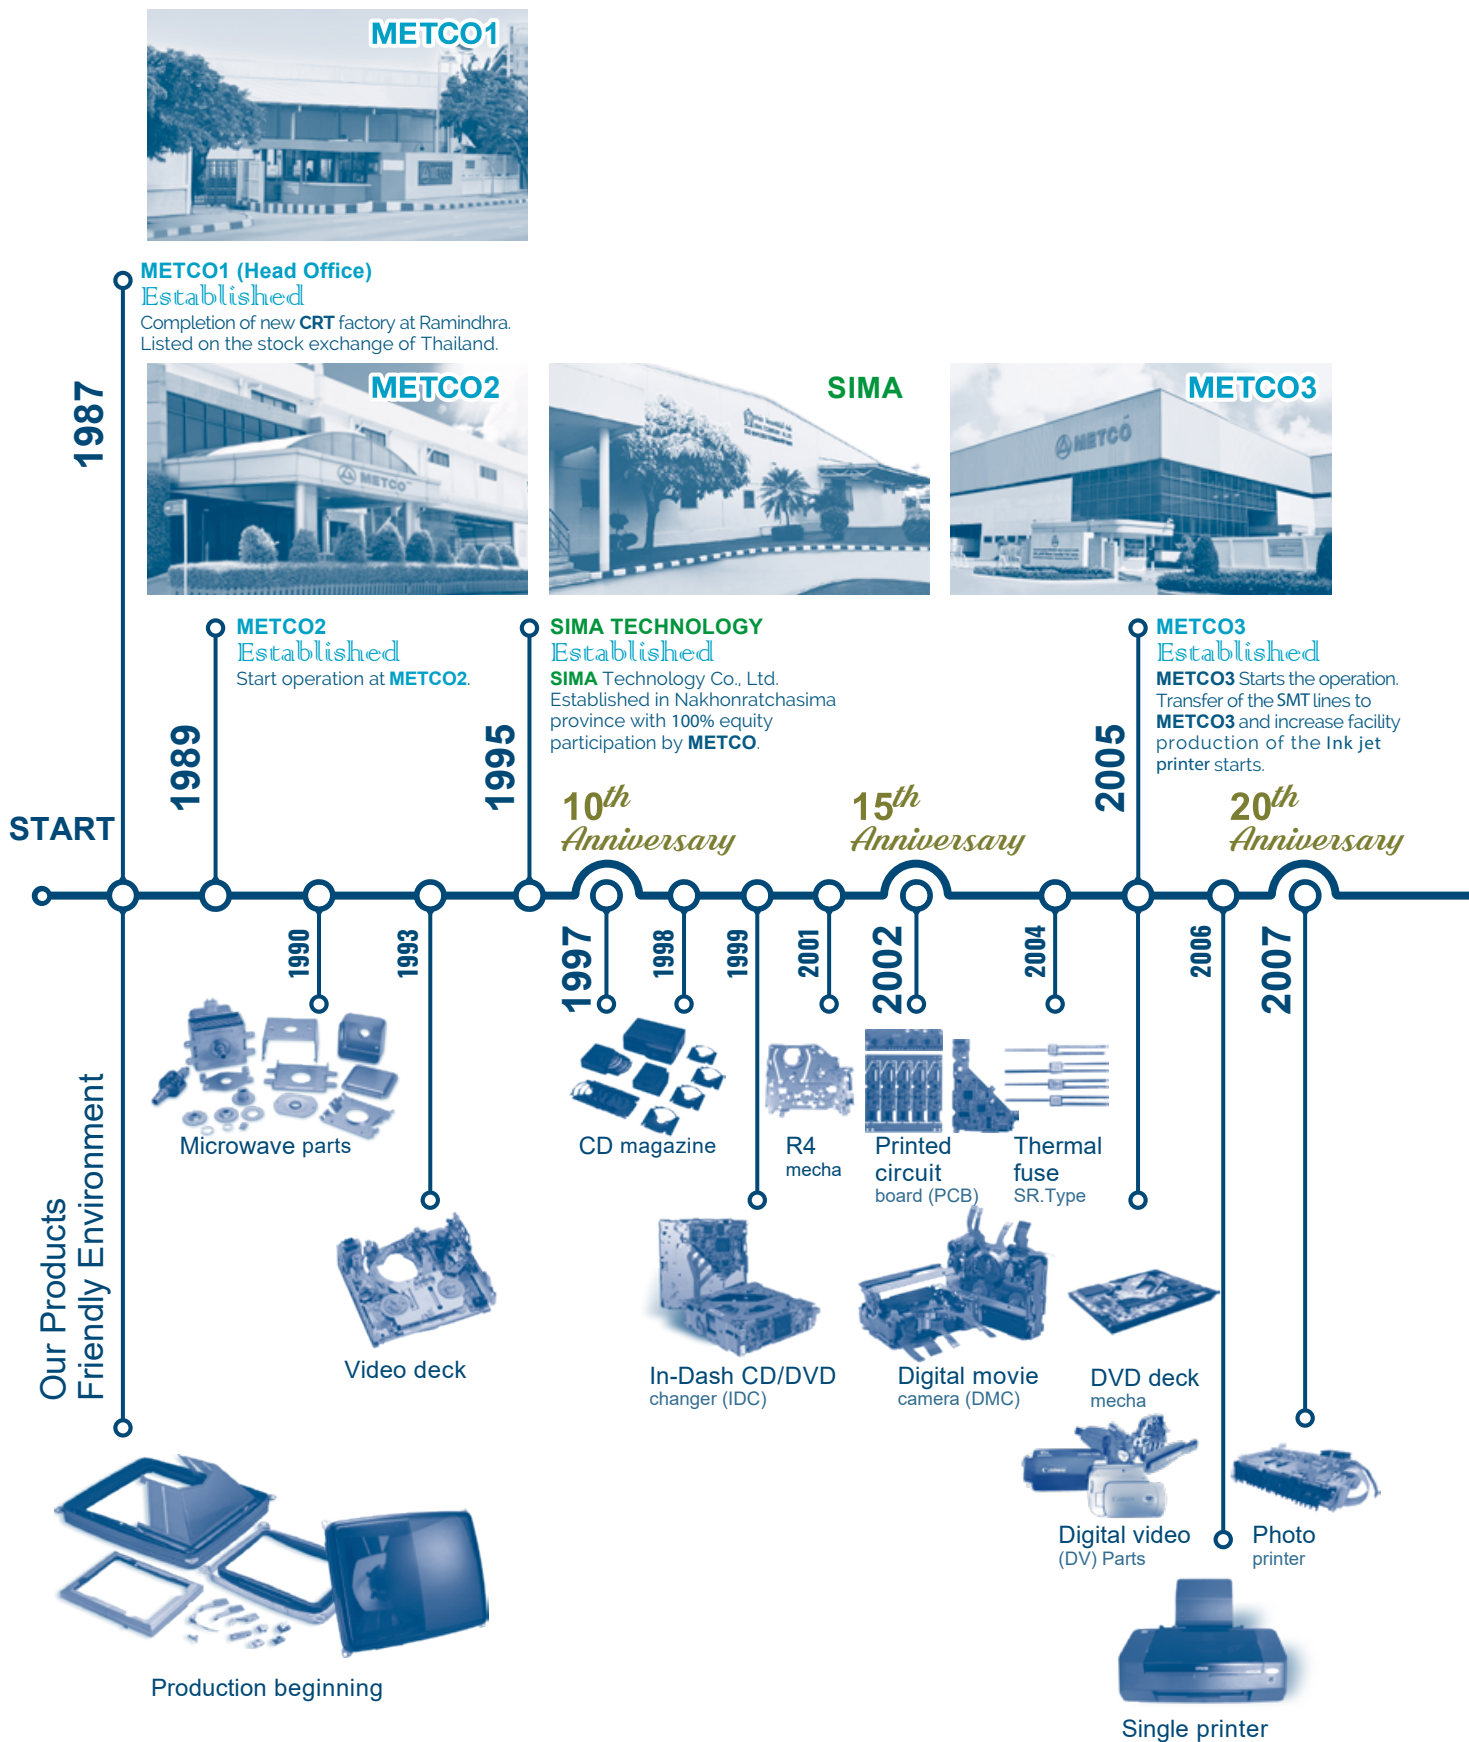 METCO1
METCO1 (Head Office)
Established
Completion of new CRT factory at Ramindhra.
Listed on the stock exchange of Thailand.
1987
METCO2
METCO
SIMA
METCO3
METCO
METCO2
Established
Start operation at METCO2.
1989
SIMA TECHNOLOGY
Established
SIMA Technology Co., Ltd.
Established in Nakhonratchasima
province with 100% equity
participation by METCO.
1995
METCO3
Established
METCO3 Starts the operation.
Transfer of the SMT lines to
METCO3 and increase facility
production of the Ink jet
printer starts.
2005
START
10th
Anniversary
15th
Anniversary
20th
Anniversary
1990
1993
1997
1998
1999
2001
2002
2004
2006
2007
Our Products
Friendly Environment
Microwave parts
CD magazine
R4
mecha
Printed
circuit
board (PCB)
Thermal
fuse
SR.Type
Video deck
In-Dash CD/DVD
changer (IDC)
Digital movie
camera (DMC)
DVD deck
mecha
Digital video
(DV) Parts
Photo
printer
Production beginning
Single printer